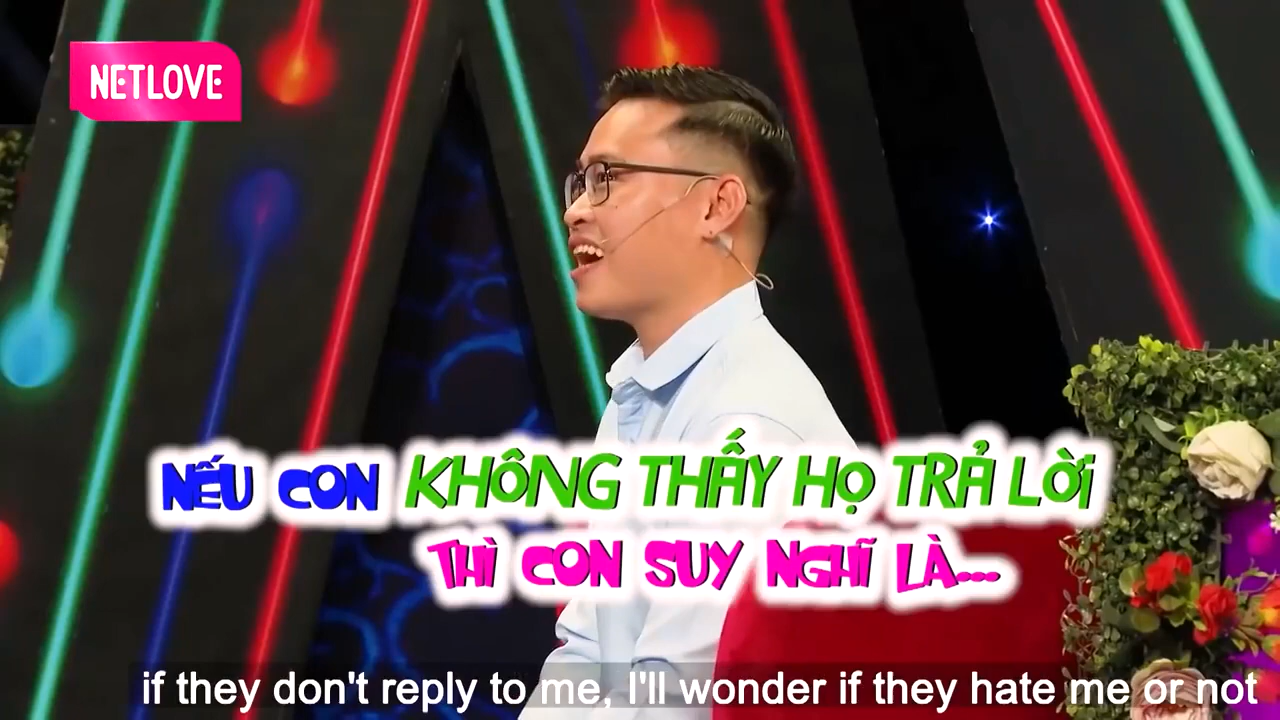 NETLOVE
NẾU CON KHÔNG THẤY HỌ TRẢ LỜI
THÌ CON SUY NGHĨ LÀ...
if they don't reply to me, I'll wonder if they hate me or not